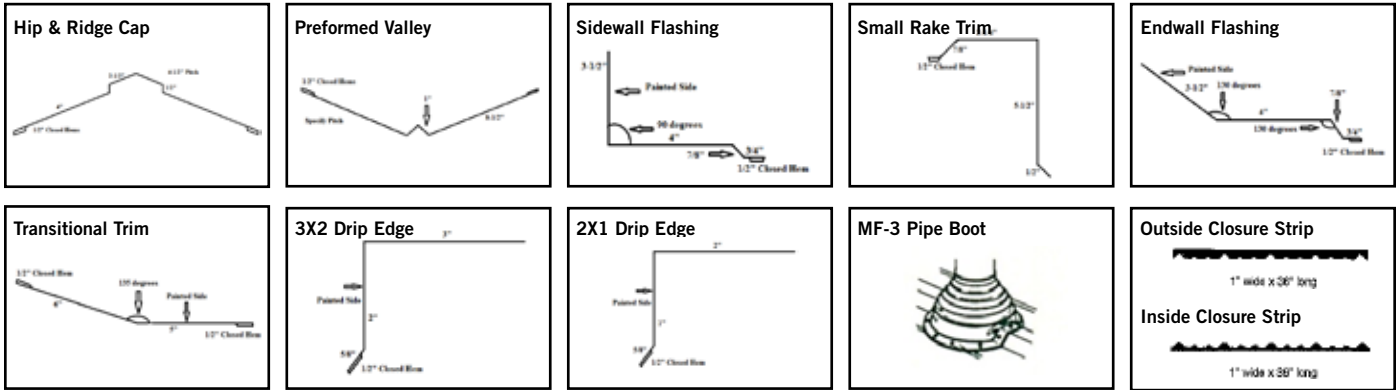 Hip & Ridge Cap
4"
1/2" Closed Hem
Preformed Valley
1/2" Closed Hem
1"
Specify Pitch
8-1/2"
Sidewall Flashing
3-1/2"
Painted Side
90 degrees
4"
7/8"
3/4"
1/2" Closed Hem
Small Rake Trim
7/8"
1/2" Closed Hem
5-1/2"
1/2"
Endwall Flashing
Painted Side
3-1/2"
130 degrees
7/8"
4"
130 degrees
3/4"
1/2" Closed Hem
Transitional Trim
1/2" Closed Hem
135 degrees
Painted Side
6"
5"
1/2" Closed Hem
3X2 Drip Edge
3"
Painted Side
2"
5/8"
1/2" Closed Hem
2X1 Drip Edge
2"
Painted Side
1"
5/8"
1/2" Closed Hem
MF-3 Pipe Boot
Outside Closure Strip
1" wide x 36" long
Inside Closure Strip
1" wide x 36" long